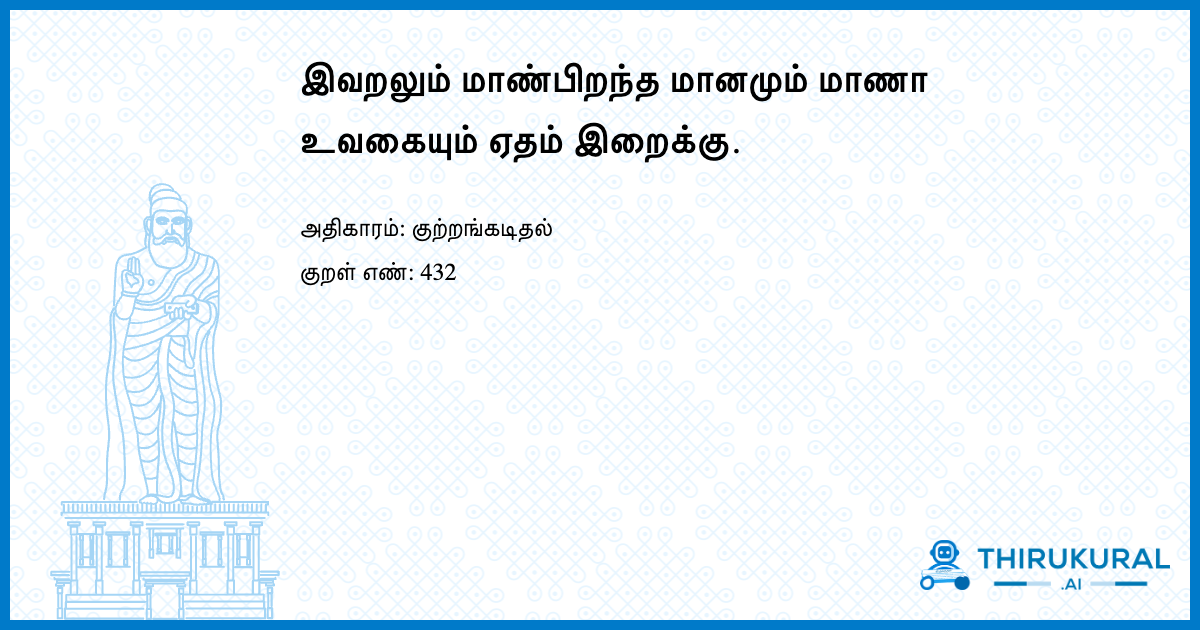 இவறலும் மாண்பிறந்த மானமும் மாணா
உவகையும் ஏதம் இறைக்கு.
அதிகாரம்: குற்றங்கடிதல்
குறள் எண்: 432
THIRUKURAL
.AI